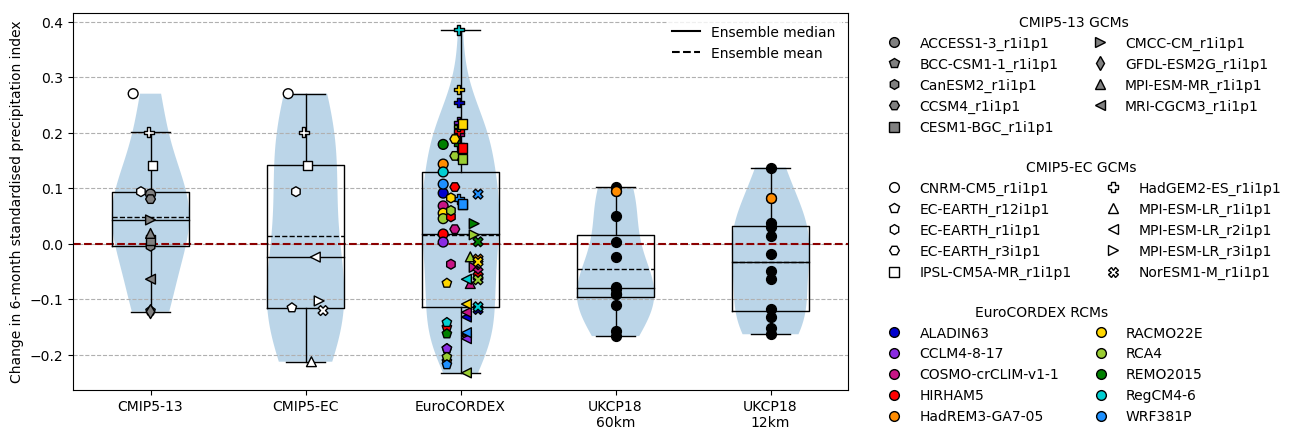 Change in 6-month standardised precipitation index
0.4
0.3
0.2
0.1
0.0
−0.1
−0.2
Ensemble median
Ensemble mean
CMIP5-13
CMIP5-EC
EuroCORDEX
UKCP18
60km
UKCP18
12km
CMIP5-13 GCMs
ACCESS1-3_r1i1p1
BCC-CSM1-1_r1i1p1
CanESM2_r1i1p1
CCSM4_r1i1p1
CESM1-BGC_r1i1p1
CMCC-CM_r1i1p1
GFDL-ESM2G_r1i1p1
MPI-ESM-MR_r1i1p1
MRI-CGCM3_r1i1p1
CMIP5-EC GCMs
CNRM-CM5_r1i1p1
EC-EARTH_r12i1p1
EC-EARTH_r1i1p1
EC-EARTH_r3i1p1
IPSL-CM5A-MR_r1i1p1
HadGEM2-ES_r1i1p1
MPI-ESM-LR_r1i1p1
MPI-ESM-LR_r2i1p1
MPI-ESM-LR_r3i1p1
NorESM1-M_r1i1p1
EuroCORDEX RCMs
ALADIN63
CCLM4-8-17
COSMO-crCLIM-v1-1
HIRHAM5
HadREM3-GA7-05
RACMO22E
RCA4
REMO2015
RegCM4-6
WRF381P